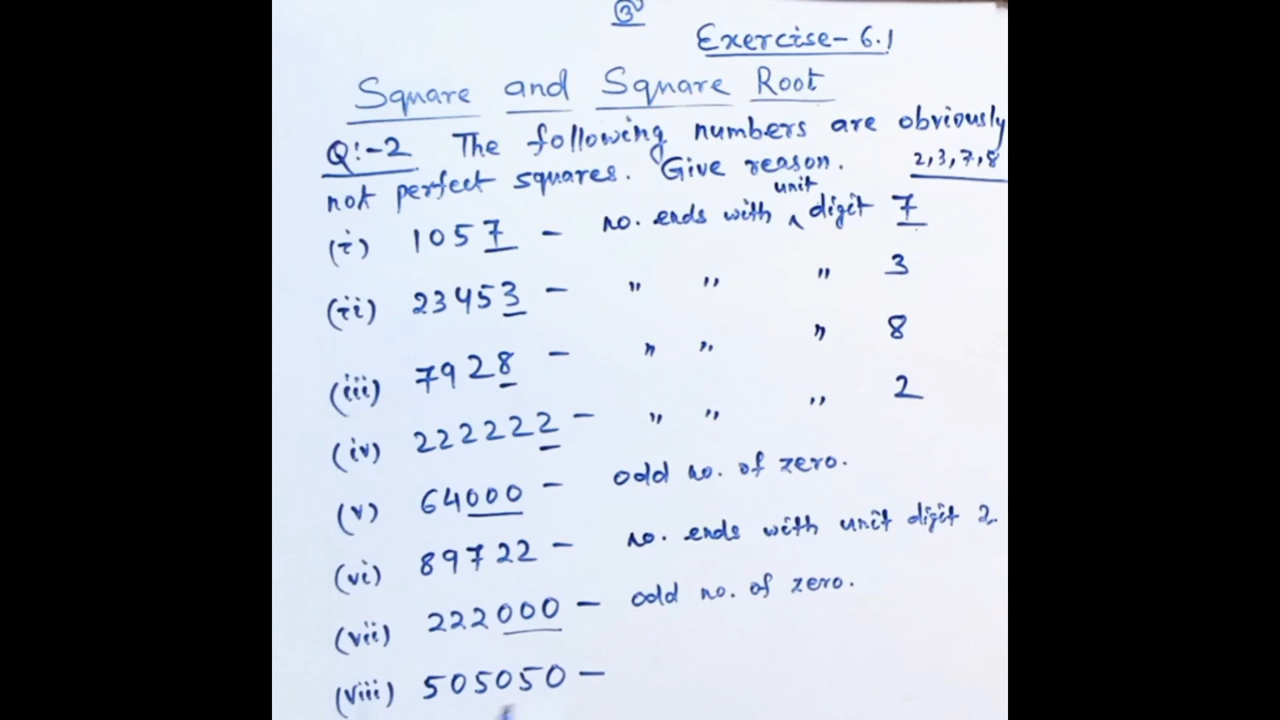 3
Exercise- 6.1
Square and Square Root
Q:-2 The following numbers are obviously
not perfect squares. Give reason. 2,3,7,8
(i) 1057 - no. ends with unit digit 7
(ii) 23453 - " " " 3
(iii) 7928 - " " " 8
(iv) 222222 - " " " 2
(v) 64000 - odd no. of zero.
(vi) 89722 - no. ends with unit digit 2
(vii) 222000 - odd no. of zero.
(viii) 505050 -